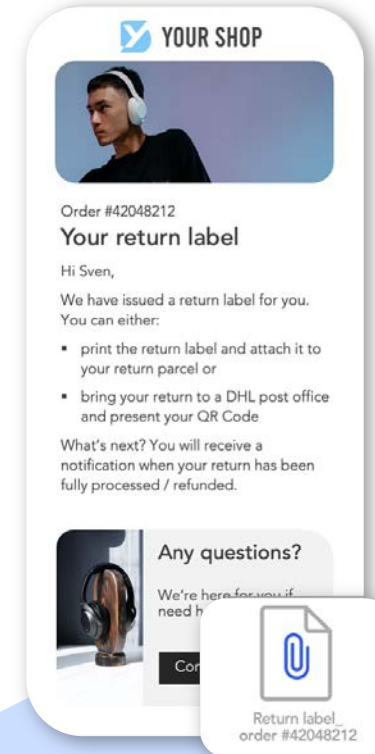 YOUR SHOP
Order #42048212
Your return label
Hi Sven,
We have issued a return label for you.
You can either:
▪ print the return label and attach it to
your return parcel or
▪ bring your return to a DHL post office
and present your QR Code
What's next? You will receive a
notification when your return has been
fully processed / refunded.
Any questions?
We're here for you if
need
Return label_
order #42048212